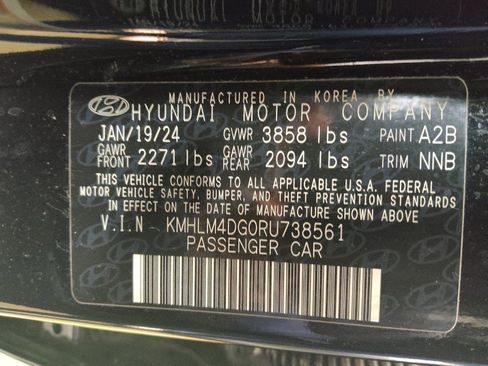 MANUFACTURED IN KOREA BY
HYUNDAI MOTOR COMPANY
JAN/19/24 GVWR 3858 lbs PAINT A2B
GAWR FRONT 2271 lbs GAWR REAR 2094 lbs TRIM NNB
THIS VEHICLE CONFORMS TO ALL APPLICABLE U.S.A. FEDERAL
MOTOR VEHICLE SAFETY, BUMPER, AND THEFT PREVENTION STANDARDS
IN EFFECT ON THE DATE OF MANUFACTURE SHOWN ABOVE
V.I.N KMHLM4DG0RU738561
PASSENGER CAR